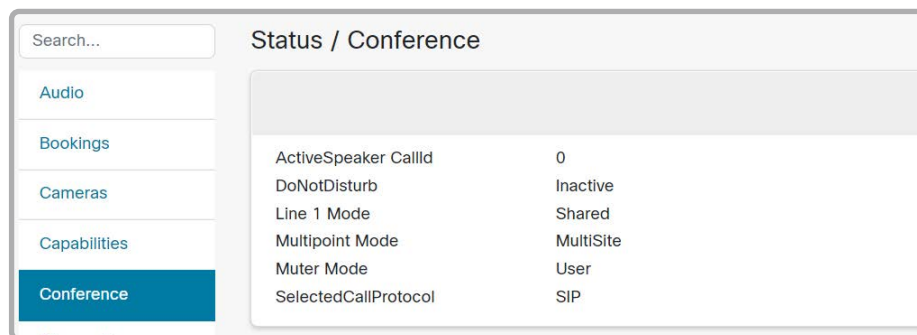 Search...
Status / Conference
Audio
Bookings
Cameras
Capabilities
Conference
ActiveSpeaker CallId 0
DoNotDisturb Inactive
Line 1 Mode Shared
Multipoint Mode MultiSite
Muter Mode User
SelectedCallProtocol SIP